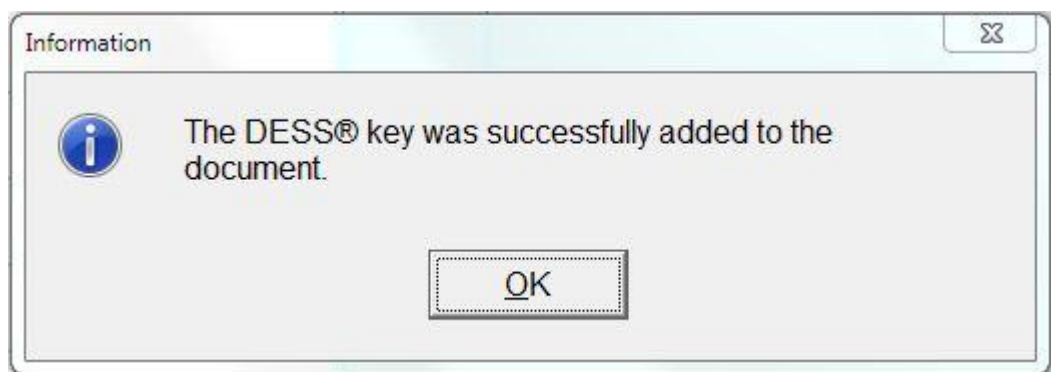 Information
The DESS® key was successfully added to the
document.
OK